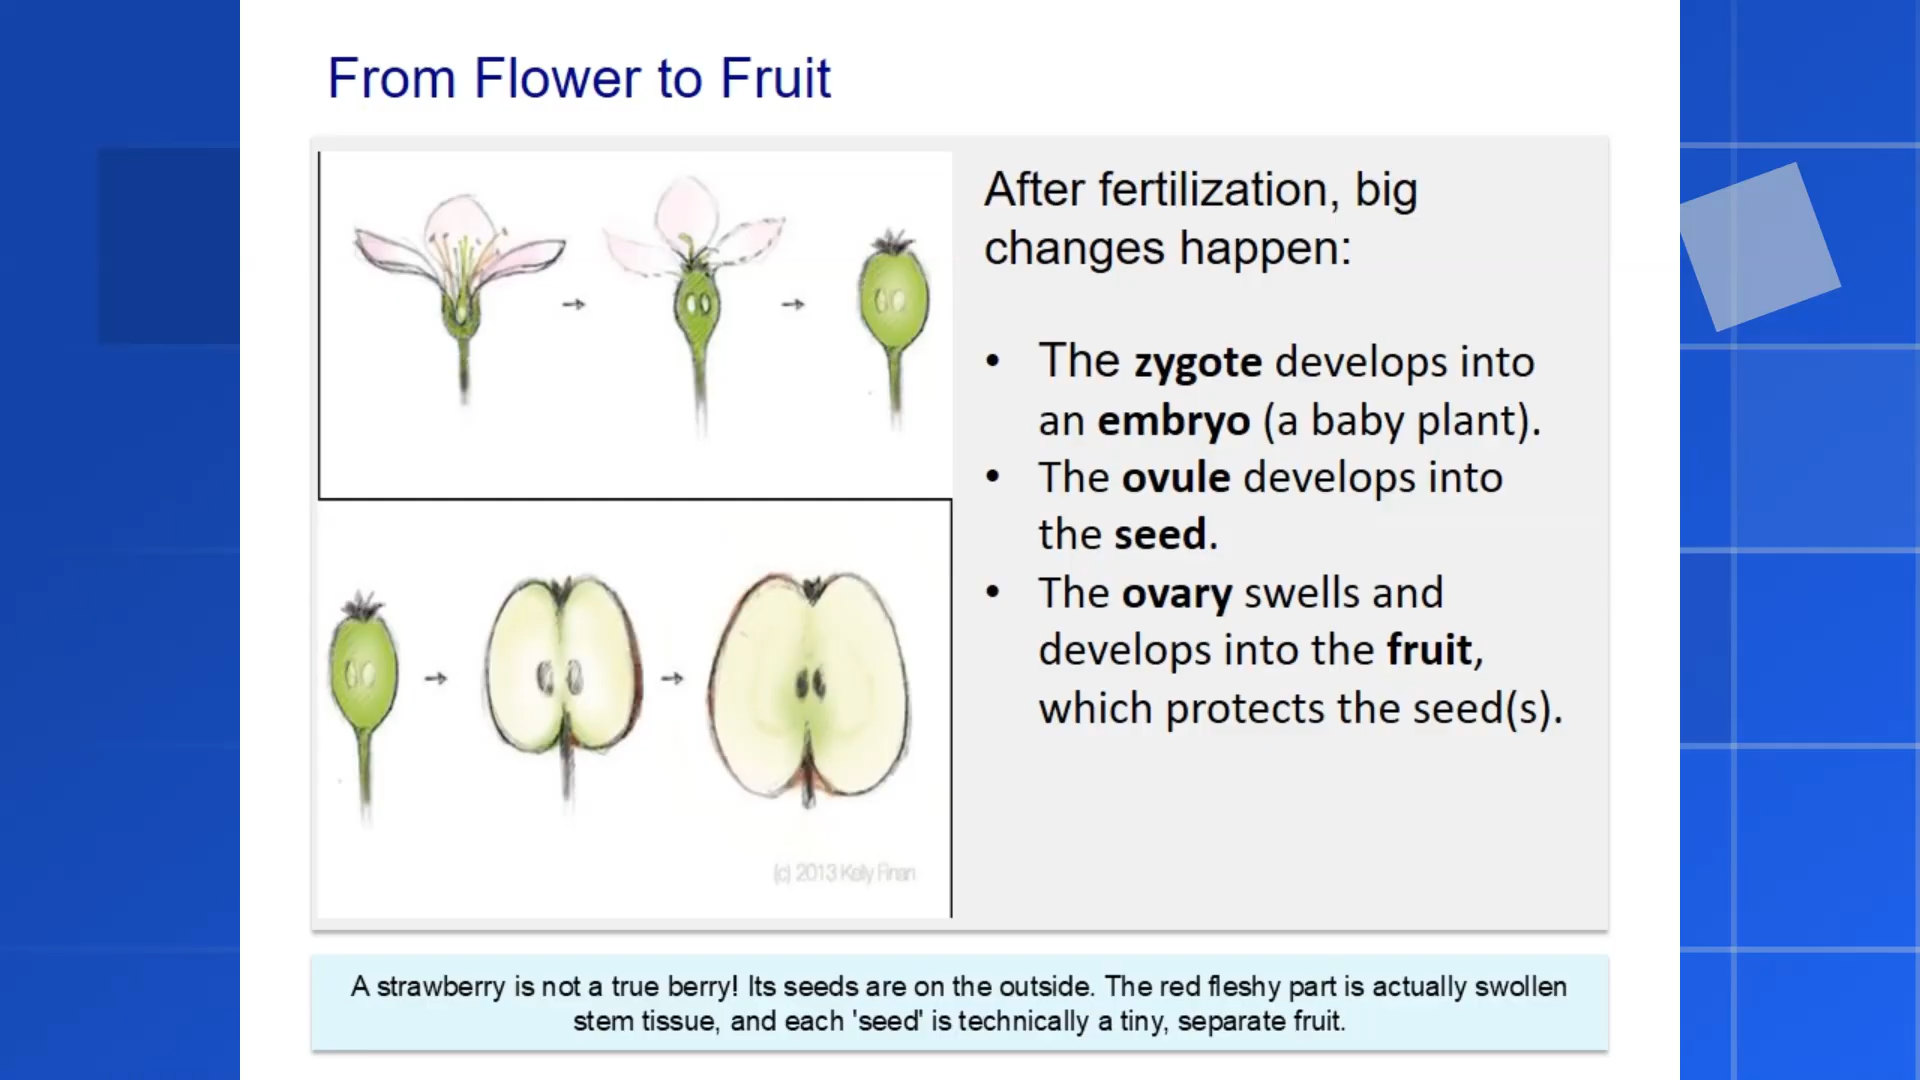 From Flower to Fruit
After fertilization, big
changes happen:
• The zygote develops into
an embryo (a baby plant).
• The ovule develops into
the seed.
• The ovary swells and
develops into the fruit,
which protects the seed(s).
(c) 2013 Kelly Finan
A strawberry is not a true berry! Its seeds are on the outside. The red fleshy part is actually swollen
stem tissue, and each 'seed' is technically a tiny, separate fruit.